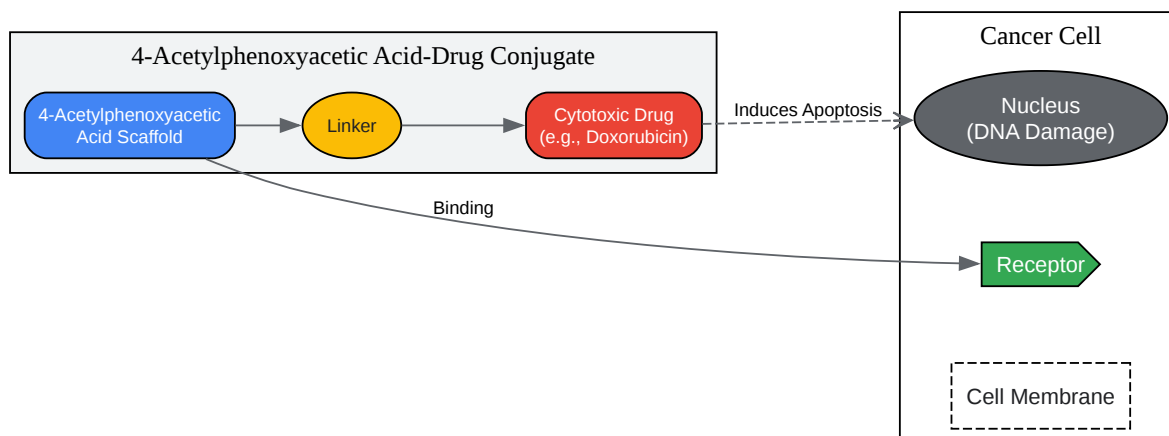 4-Acetylphenoxyacetic Acid-Drug Conjugate
4-Acetylphenoxyacetic
Acid Scaffold
Linker
Cytotoxic Drug
(e.g., Doxorubicin)
Induces Apoptosis
Binding
Cancer Cell
Nucleus
(DNA Damage)
Receptor
Cell Membrane